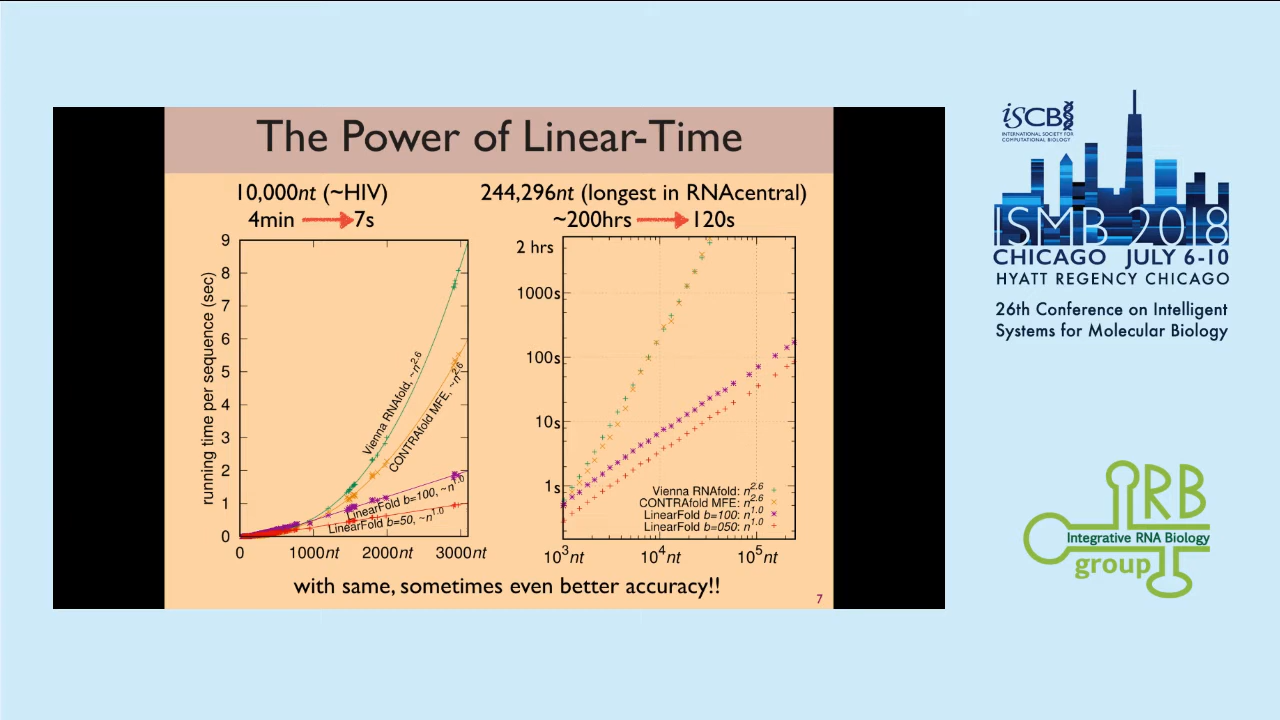 The Power of Linear-Time
10,000nt (~HIV)
4min 7s
244,296nt (longest in RNAcentral)
~200hrs 120s
running time per sequence (sec)
9
8
7
6
5
4
3
2
1
0
0 1000nt 2000nt 3000nt
Vienna RNAfold, ~n^2.6
CONTRAfold MFE, ~n^2.6
LinearFold b=100, ~n^1.0
LinearFold b=50, ~n^1.0
2 hrs
1000s
100s
10s
1s
10^3nt 10^4nt 10^5nt
Vienna RNAfold: n^2.6
CONTRAfold MFE: n^2.6
LinearFold b=100: n^1.0
LinearFold b=050: n^1.0
with same, sometimes even better accuracy!!
7
iSCB
INTERNATIONAL SOCIETY FOR
COMPUTATIONAL BIOLOGY
ISMB 2018
CHICAGO JULY 6-10
HYATT REGENCY CHICAGO
26th Conference on Intelligent
Systems for Molecular Biology
IRB
Integrative RNA Biology
group